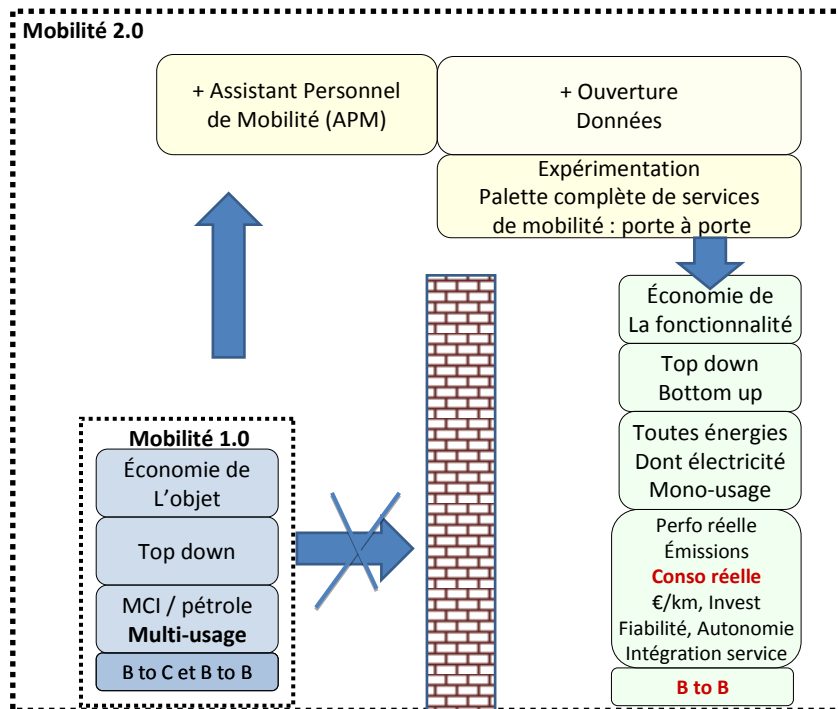 Mobilité 2.0
+ Assistant Personnel
de Mobilité (APM)
+ Ouverture
Données
Expérimentation
Palette complète de services
de mobilité : porte à porte
Économie de
La fonctionnalité
Top down
Bottom up
Toutes énergies
Dont électricité
Mono-usage
Perfo réelle
Émissions
Conso réelle
€/km, Invest
Fiabilité, Autonomie
Intégration service
B to B
Mobilité 1.0
Économie de
L'objet
Top down
MCI / pétrole
Multi-usage
B to C et B to B